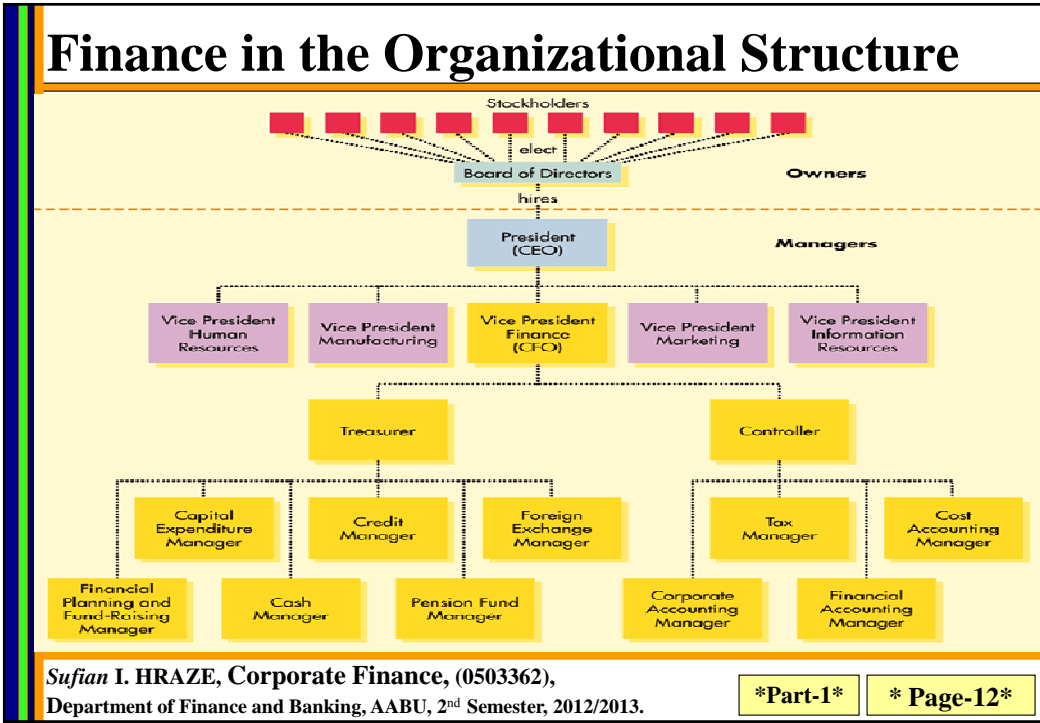 Finance in the Organizational Structure
Stockholders
elect
Board of Directors
Owners
hires
President
(CEO)
Managers
Vice President
Human
Resources
Vice President
Manufacturing
Vice President
Finance
(CFO)
Vice President
Marketing
Vice President
Information
Resources
Treasurer
Controller
Capital
Expenditure
Manager
Credit
Manager
Foreign
Exchange
Manager
Tax
Manager
Cost
Accounting
Manager
Financial
Planning and
Fund-Raising
Manager
Cash
Manager
Pension Fund
Manager
Corporate
Accounting
Manager
Financial
Accounting
Manager
Sufian I. HRAZE, Corporate Finance, (0503362),
Department of Finance and Banking, AABU, 2nd Semester, 2012/2013.
*Part-1*
* Page-12*